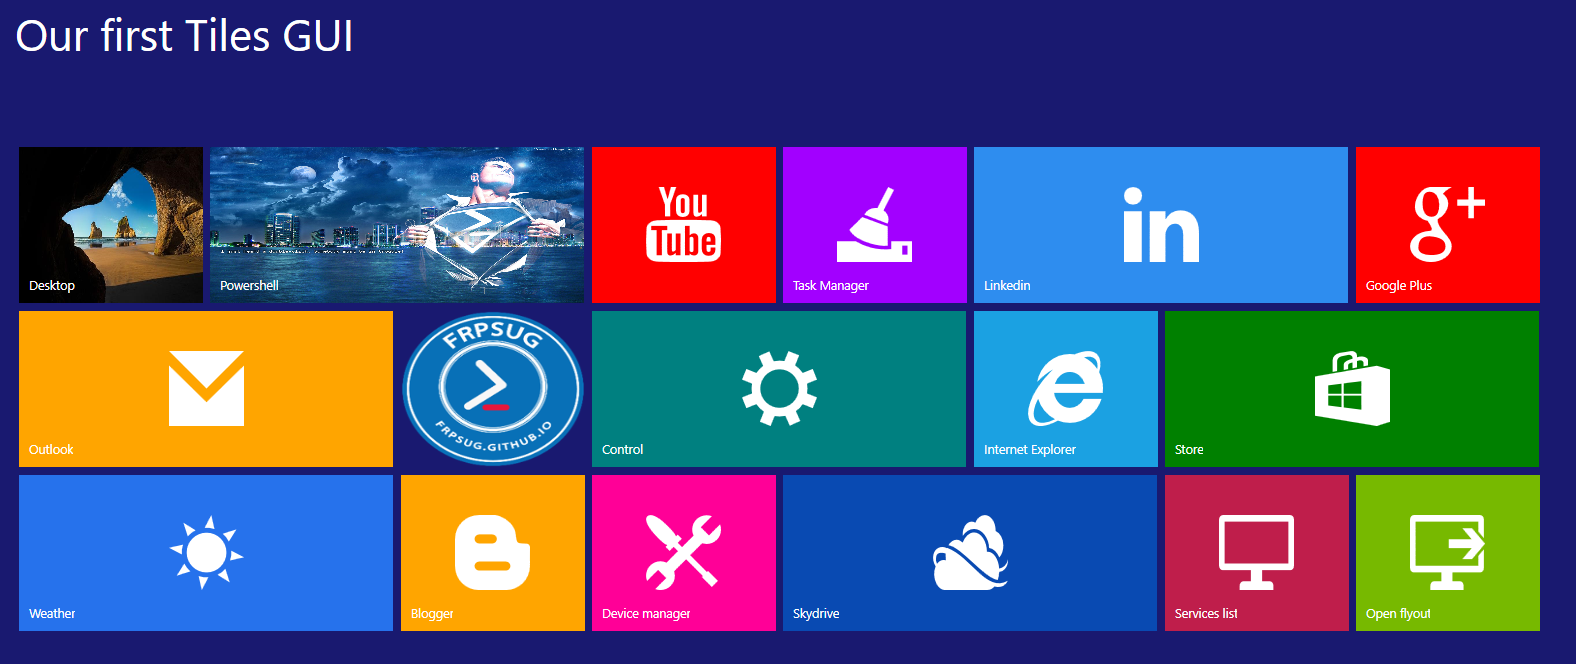 Our first Tiles GUI
Desktop
Powershell
You
Tube
Task Manager
in
Linkedin
g+
Google Plus
Outlook
FRPSUG
FRPSUG.GITHUB.IO
Control
Internet Explorer
Store
Weather
Blogger
Device manager
Skydrive
Services list
Open flyout